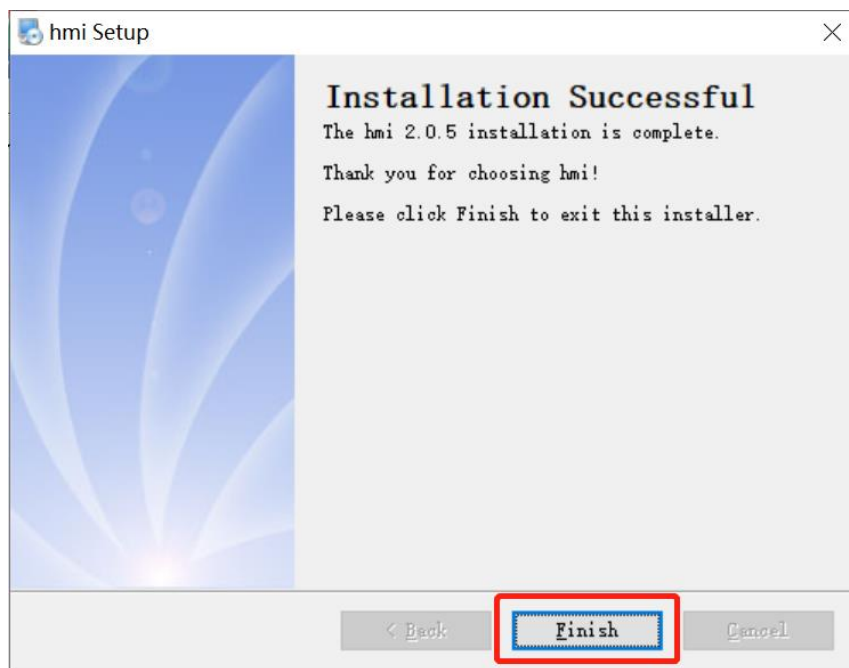 hmi Setup
Installation Successful
The hmi 2.0.5 installation is complete.
Thank you for choosing hmi!
Please click Finish to exit this installer.
< Back
Finish
Cancel